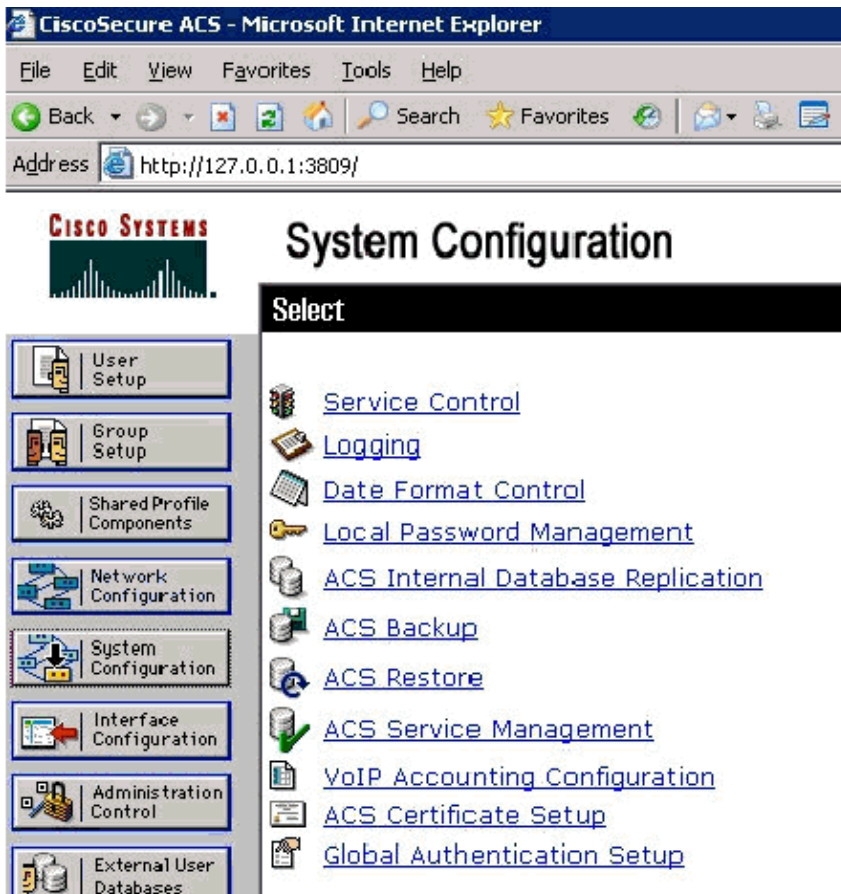 CiscoSecure ACS - Microsoft Internet Explorer
File Edit View Favorites Tools Help
Back Search Favorites
Address http://127.0.0.1:3809/
CISCO SYSTEMS
System Configuration
Select
User
Setup
Group
Setup
Shared Profile
Components
Network
Configuration
System
Configuration
Interface
Configuration
Administration
Control
External User
Databases
Service Control
Logging
Date Format Control
Local Password Management
ACS Internal Database Replication
ACS Backup
ACS Restore
ACS Service Management
VoIP Accounting Configuration
ACS Certificate Setup
Global Authentication Setup